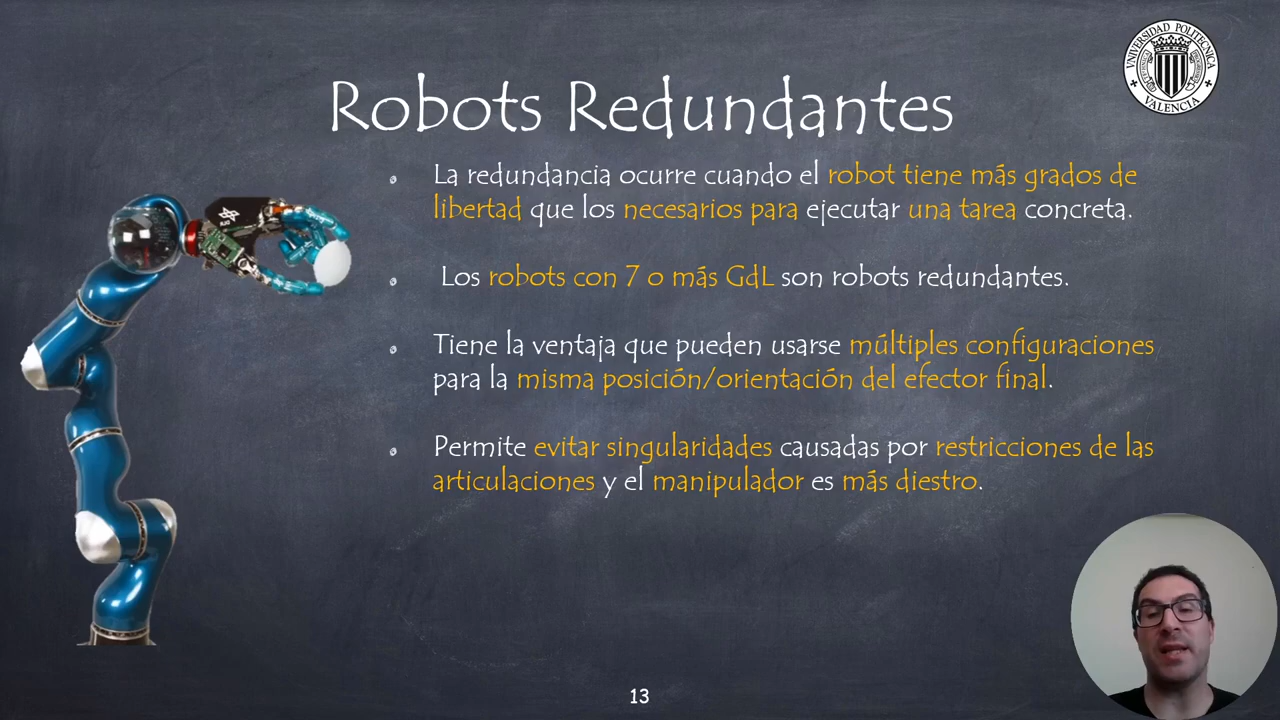 UNIVERSIDAD POLITECNICA
VALENCIA
Robots Redundantes
La redundancia ocurre cuando el robot tiene más grados de
libertad que los necesarios para ejecutar una tarea concreta.
Los robots con 7 o más GdL son robots redundantes.
Tiene la ventaja que pueden usarse múltiples configuraciones
para la misma posición/orientación del efector final.
Permite evitar singularidades causadas por restricciones de las
articulaciones y el manipulador es más diestro.
13